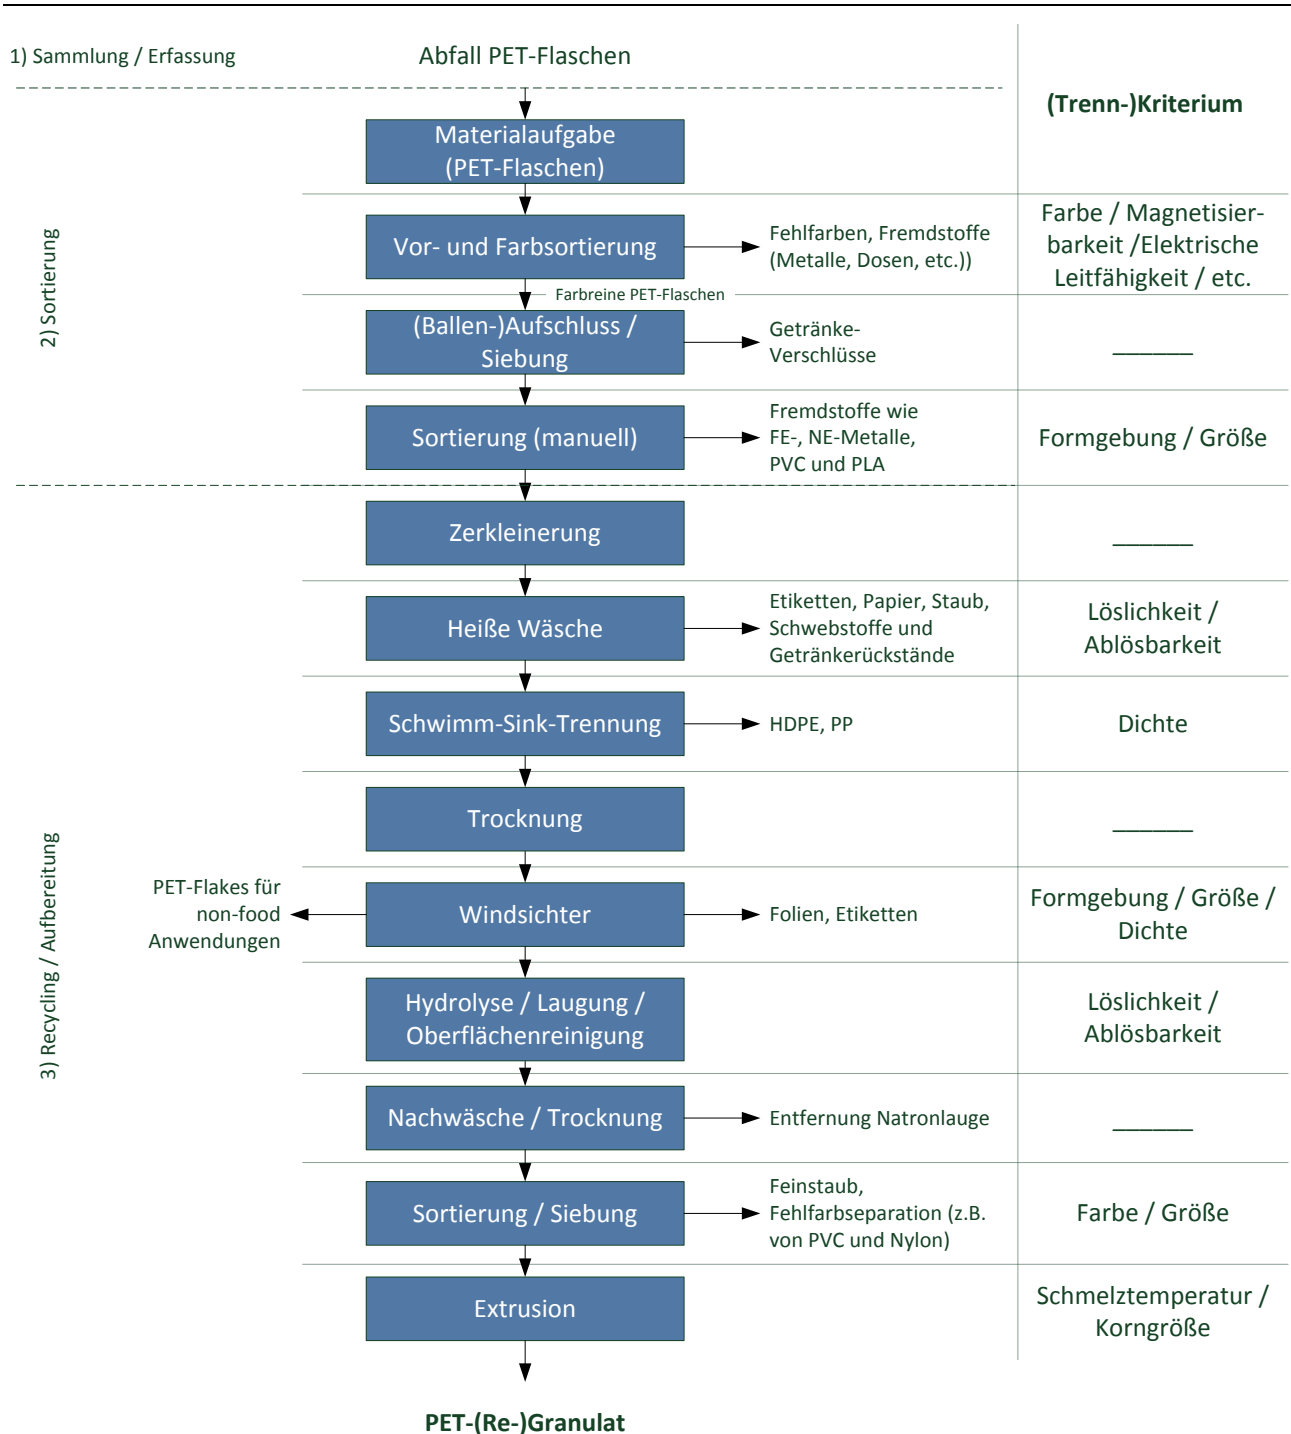 1) Sammlung / Erfassung
Abfall PET-Flaschen
(Trenn-)Kriterium
2) Sortierung
Materialaufgabe
(PET-Flaschen)
Vor- und Farbsortierung
Fehlfarben, Fremdstoffe
(Metalle, Dosen, etc.))
Farbe / Magnetisier-
barkeit /Elektrische
Leitfähigkeit / etc.
Farbreine PET-Flaschen
(Ballen-)Aufschluss /
Siebung
Getränke-
Verschlüsse
______
Sortierung (manuell)
Fremdstoffe wie
FE-, NE-Metalle,
PVC und PLA
Formgebung / Größe
3) Recycling / Aufbereitung
Zerkleinerung
______
Heiße Wäsche
Etiketten, Papier, Staub,
Schwebstoffe und
Getränkerückstände
Löslichkeit /
Ablösbarkeit
Schwimm-Sink-Trennung
HDPE, PP
Dichte
Trocknung
______
PET-Flakes für
non-food
Anwendungen
Windsichter
Folien, Etiketten
Formgebung / Größe /
Dichte
Hydrolyse / Laugung /
Oberflächenreinigung
Löslichkeit /
Ablösbarkeit
Nachwäsche / Trocknung
Entfernung Natronlauge
______
Sortierung / Siebung
Feinstaub,
Fehlfarbseparation (z.B.
von PVC und Nylon)
Farbe / Größe
Extrusion
Schmelztemperatur /
Korngröße
PET-(Re-)Granulat